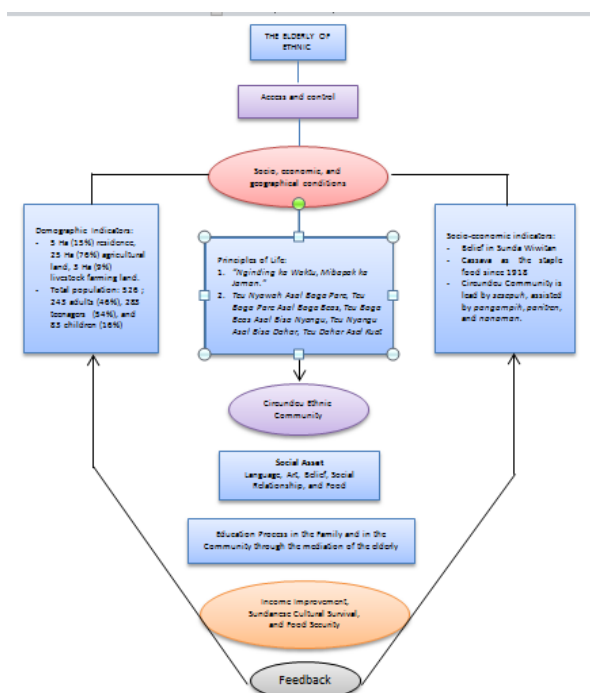 THE ELDERLY OF
ETHNIC
Access and control
Socio, economic, and
geographical conditions
Demographic Indicators:
- 5 Ha (15%) residence,
25 Ha (76%) agricultural
land, 3 Ha (9%)
livestock farming land.
- Total population: 526 ;
243 adults (46%), 283
teenagers (54%), and
83 children (16%)
Principles of Life:
1. "Nginding ka Waktu, Mibapak ka
Jaman."
2. Teu Nyawah Asal Boga Pare, Teu
Boga Pare Asal Boga Beas, Teu Boga
Beas Asal Bisa Nyangu, Teu Nyangu
Asal Bisa Dahar, Teu Dahar Asal Kuat
Socio-economic indicators:
- Belief in Sunda Wiwitan
- Cassava as the staple
food since 1918
- Cireundeu Community is
lead by sesepuh, assisted
by pangampih, panitren,
and nonoman.
Cireundeu Ethnic
Community
Social Asset
Language, Art, Belief, Social
Relationship, and Food
Education Process in the Family and in the
Community through the mediation of the elderly
Income Improvement,
Sundanese Cultural Survival,
and Food Security
Feedback